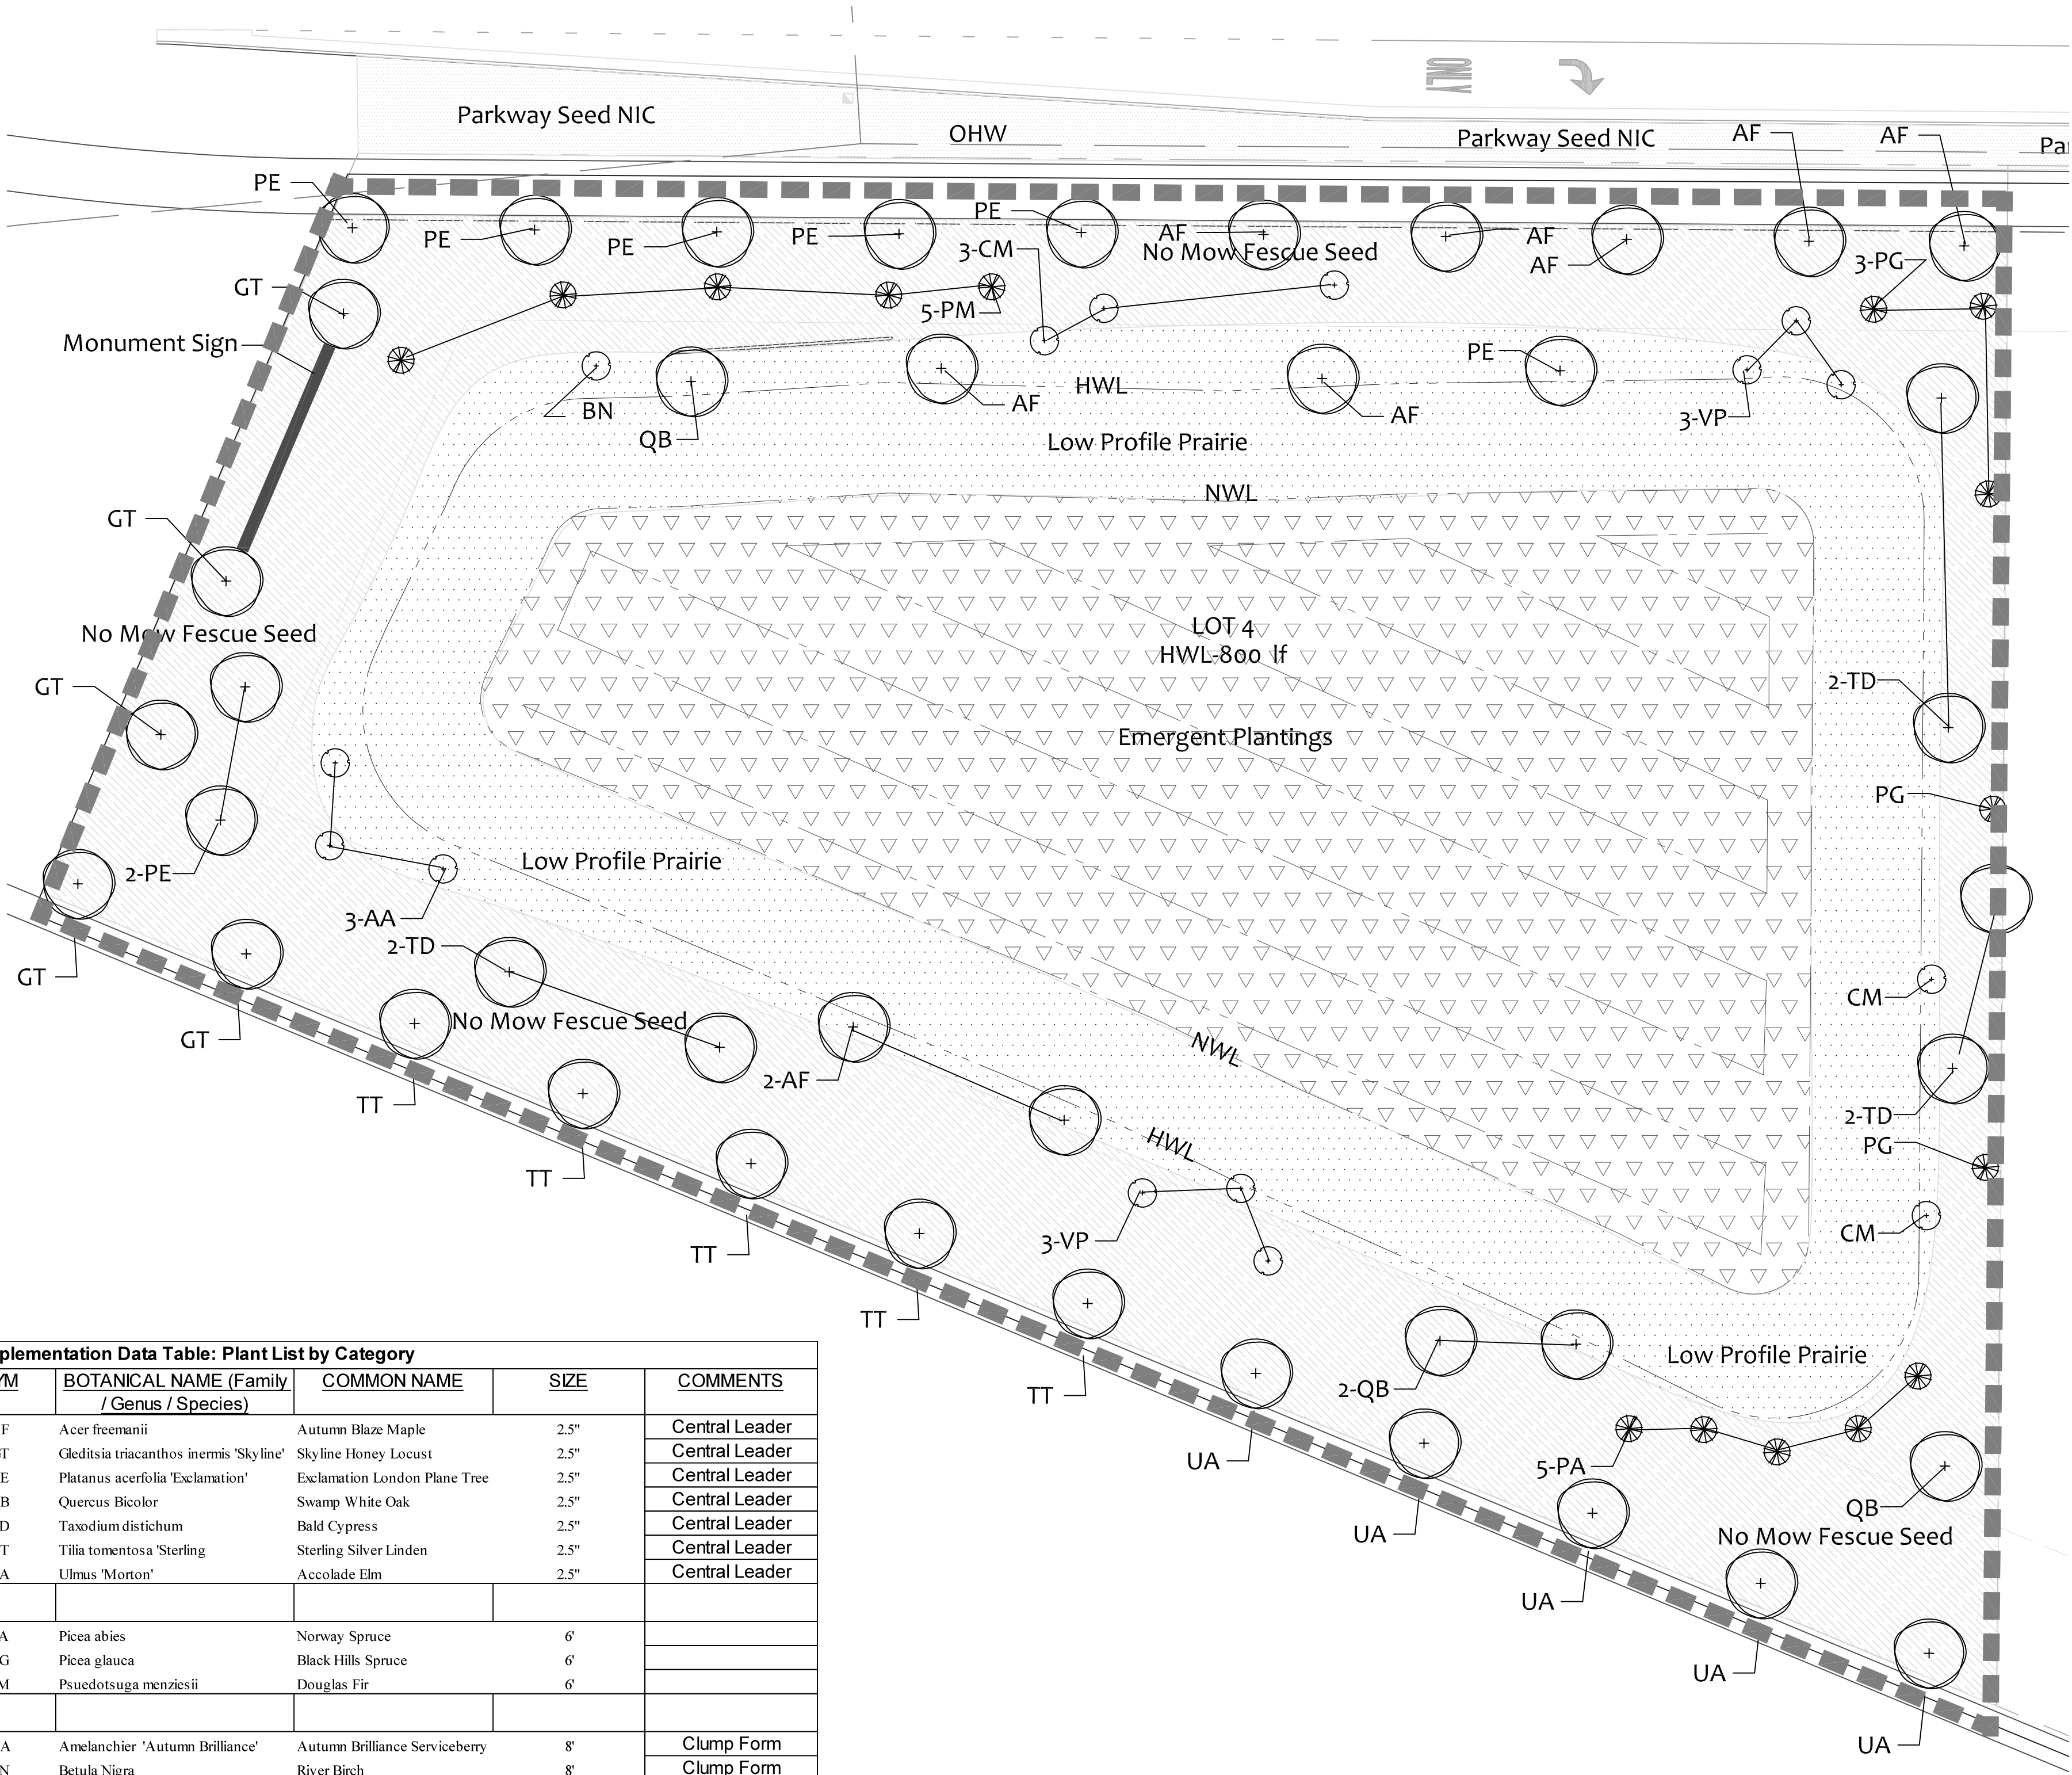 ONLY
Parkway Seed NIC
OHW
Parkway Seed NIC
AF
AF
PE
PE
PE
PE
PE
AF
AF
AF
3-CM
No Mow Fescue Seed
3-PG
GT
5-PM
Monument Sign
PE
HWL
BN
AF
AF
3-VP
QB
Low Profile Prairie
NWL
GT
LOT 4
No Mow Fescue Seed
HWL-800 lf
GT
2-TD
Emergent Plantings
PG
Low Profile Prairie
2-PE
3-AA
2-TD
GT
CM
No Mow Fescue Seed
GT
NWL
2-AF
TT
2-TD
HWL
PG
TT
3-VP
CM
TT
TT
Low Profile Prairie
2-QB
TT
UA
5-PA
QB
UA
No Mow Fescue Seed
UA
UA
UA
plementation Data Table: Plant List by Category
YM BOTANICAL NAME (Family COMMON NAME SIZE COMMENTS
/ Genus / Species)
F Acer freemanii Autumn Blaze Maple 2.5" Central Leader
GT Gleditsia triacanthos inermis 'Skyline' Skyline Honey Locust 2.5" Central Leader
E Platanus acerfolia 'Exclamation' Exclamation London Plane Tree 2.5" Central Leader
B Quercus Bicolor Swamp White Oak 2.5" Central Leader
D Taxodium distichum Bald Cypress 2.5" Central Leader
T Tilia tomentosa 'Sterling Sterling Silver Linden 2.5" Central Leader
A Ulmus 'Morton' Accolade Elm 2.5" Central Leader
A Picea abies Norway Spruce 6'
G Picea glauca Black Hills Spruce 6'
M Psuedotsuga menziesii Douglas Fir 6'
A Amelanchier 'Autumn Brilliance' Autumn Brilliance Serviceberry 8' Clump Form
N Betula Nigra River Birch 8' Clump Form